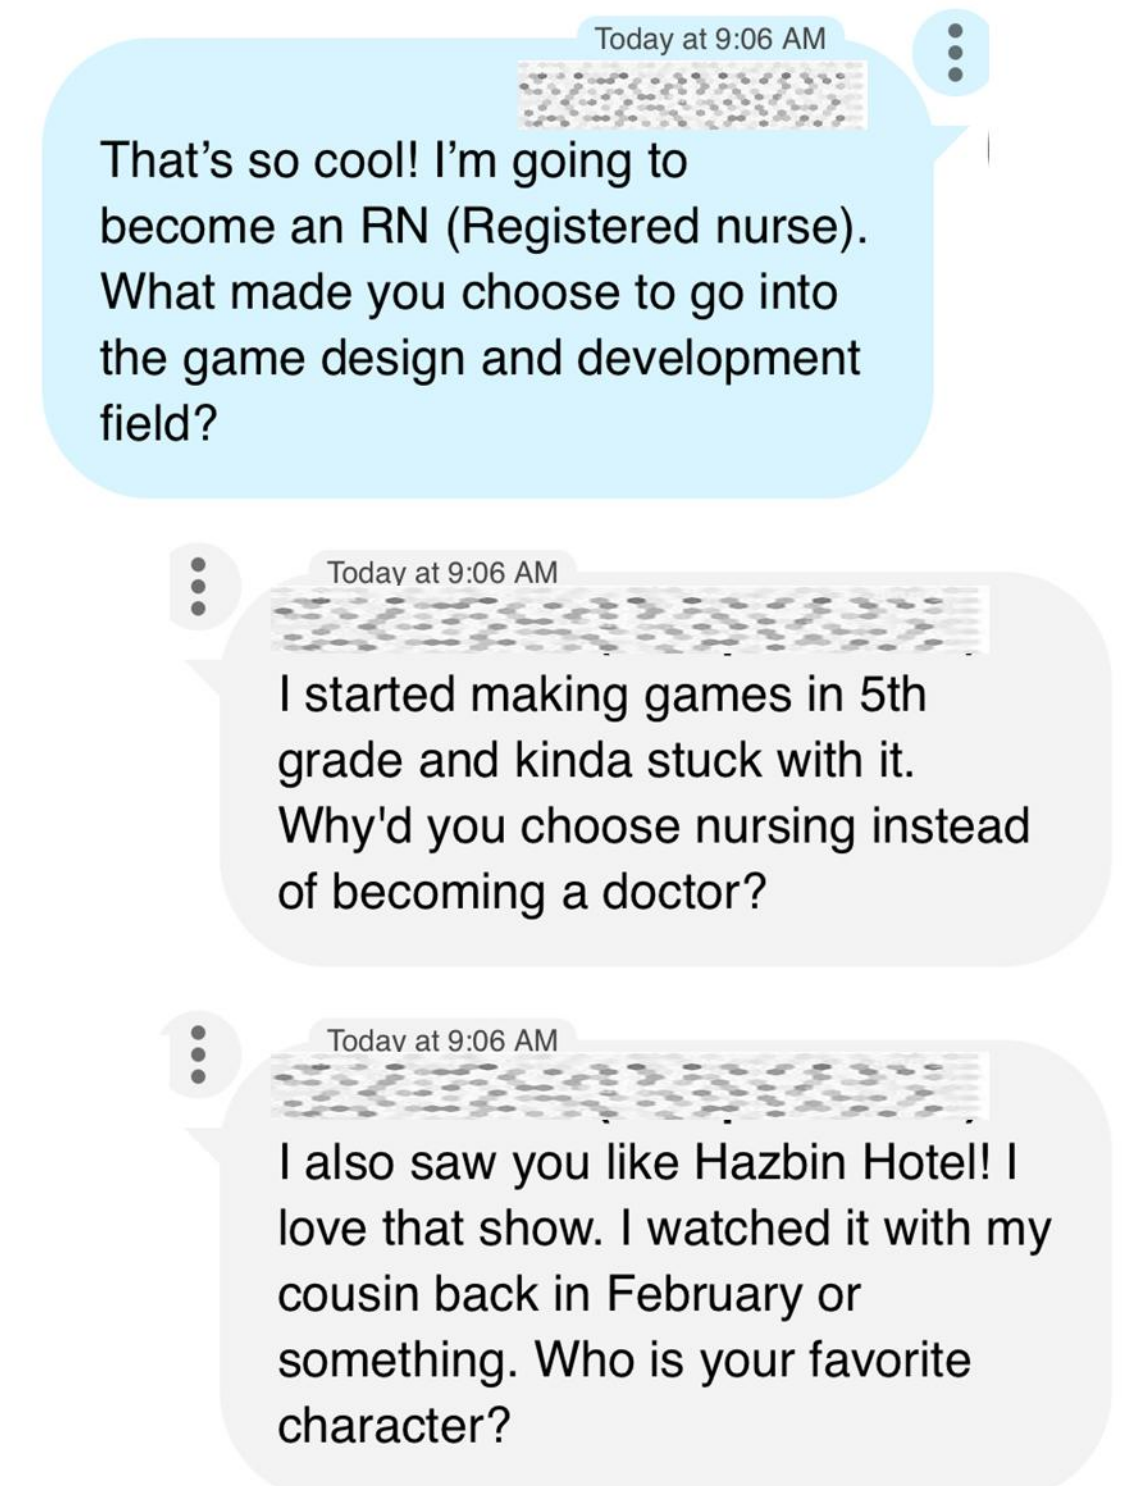 Today at 9:06 AM
That’s so cool! I’m going to
become an RN (Registered nurse).
What made you choose to go into
the game design and development
field?
Today at 9:06 AM
I started making games in 5th
grade and kinda stuck with it.
Why'd you choose nursing instead
of becoming a doctor?
Today at 9:06 AM
I also saw you like Hazbin Hotel! I
love that show. I watched it with my
cousin back in February or
something. Who is your favorite
character?